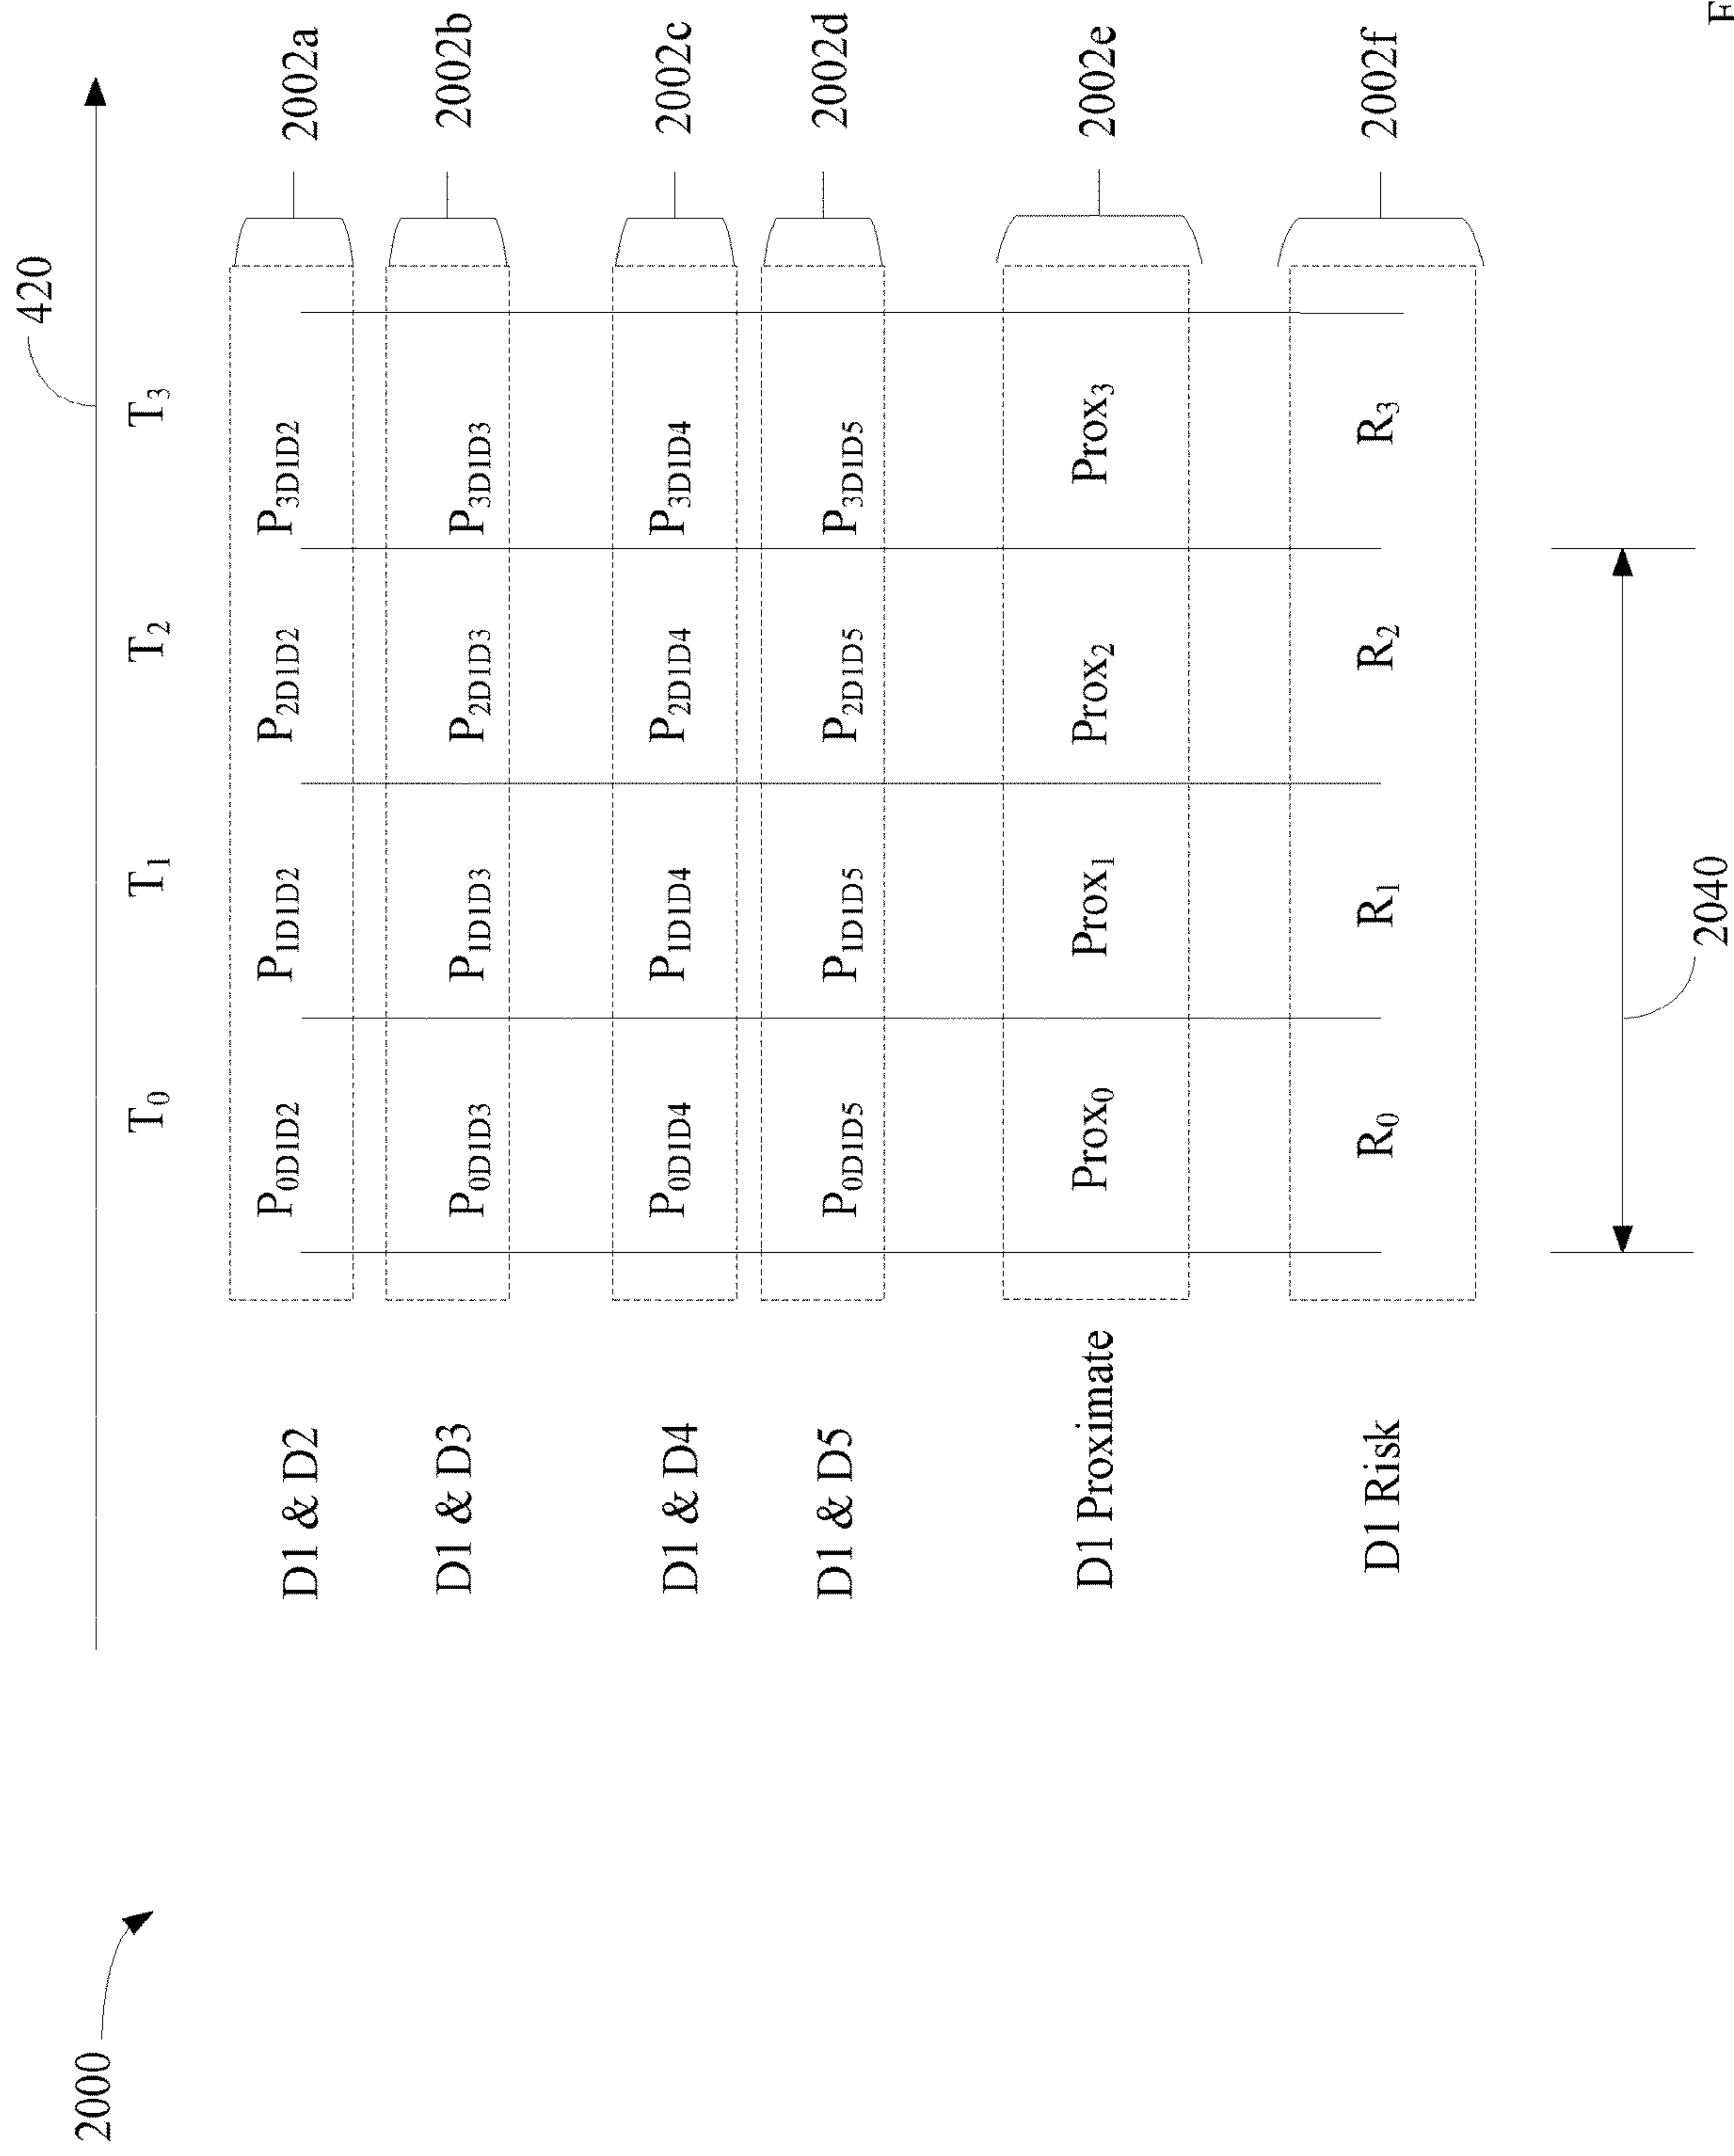 2000
420
T₀ T₁ T₂ T₃
D1 & D2 P₀D1D2 P₁D1D2 P₂D1D2 P₃D1D2 2002a
D1 & D3 P₀D1D3 P₁D1D3 P₂D1D3 P₃D1D3 2002b
D1 & D4 P₀D1D4 P₁D1D4 P₂D1D4 P₃D1D4 2002c
D1 & D5 P₀D1D5 P₁D1D5 P₂D1D5 P₃D1D5 2002d
D1 Proximate Prox₀ Prox₁ Prox₂ Prox₃ 2002e
D1 Risk R₀ R₁ R₂ R₃ 2002f
2040